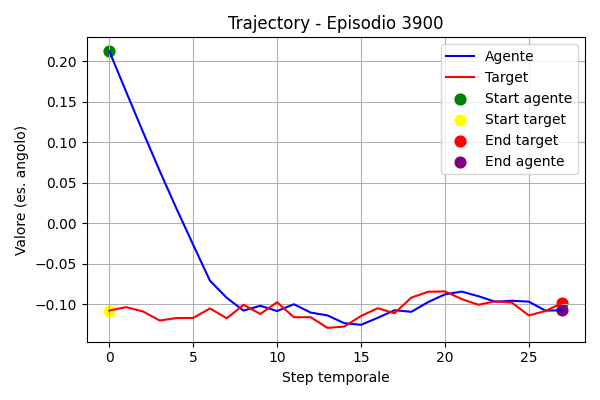 Trajectory - Episodio 3900
Valore (es. angolo)
0.20
0.15
0.10
0.05
0.00
−0.05
−0.10
Agente
Target
Start agente
Start target
End target
End agente
0 5 10 15 20 25
Step temporale